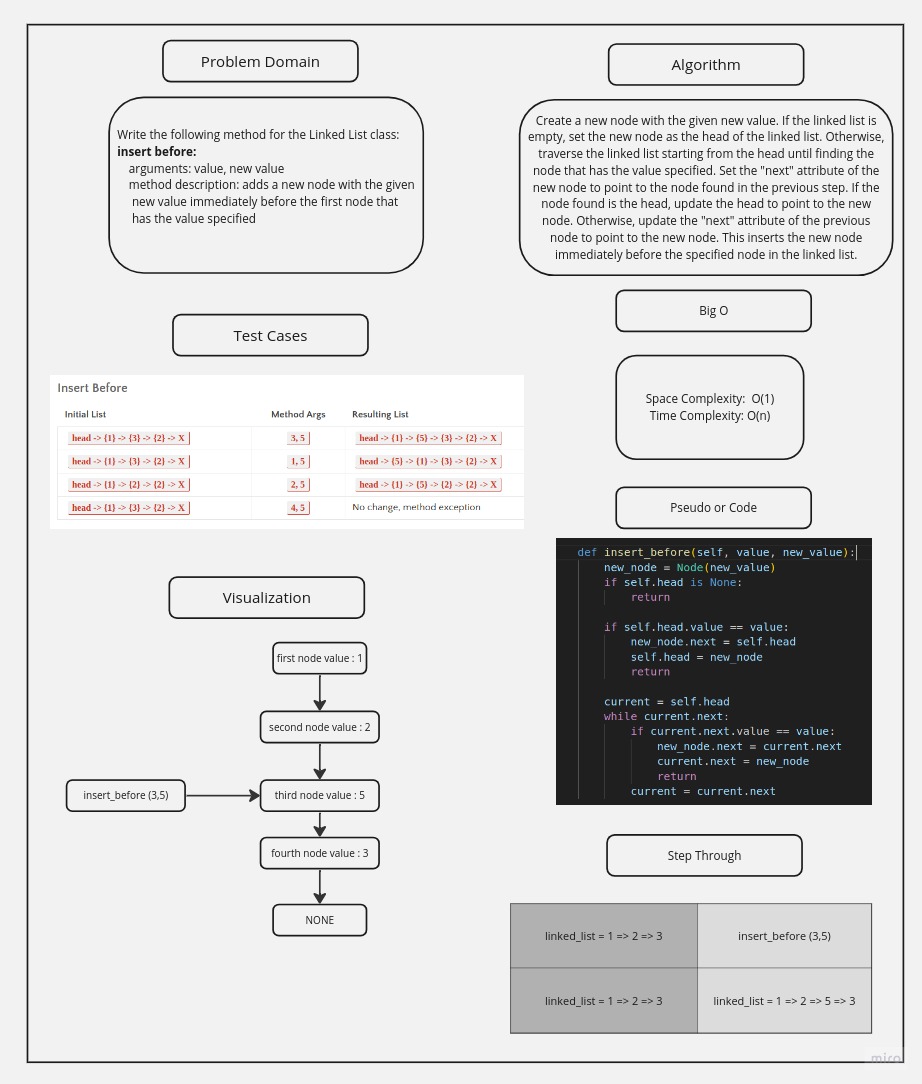 Problem Domain
Write the following method for the Linked List class:
insert before:
arguments: value, new value
method description: adds a new node with the given
new value immediately before the first node that
has the value specified
Test Cases
Insert Before
Initial List Method Args Resulting List
head -> {1} -> {3} -> {2} -> X 3, 5 head -> {1} -> {5} -> {3} -> {2} -> X
head -> {1} -> {3} -> {2} -> X 1, 5 head -> {5} -> {1} -> {3} -> {2} -> X
head -> {1} -> {2} -> {2} -> X 2, 5 head -> {1} -> {5} -> {2} -> {2} -> X
head -> {1} -> {3} -> {2} -> X 4, 5 No change, method exception
Visualization
first node value : 1
second node value : 2
insert_before (3,5)
third node value : 5
fourth node value : 3
NONE
Algorithm
Create a new node with the given new value. If the linked list is
empty, set the new node as the head of the linked list. Otherwise,
traverse the linked list starting from the head until finding the
node that has the value specified. Set the "next" attribute of the
new node to point to the node found in the previous step. If the
node found is the head, update the head to point to the new
node. Otherwise, update the "next" attribute of the previous
node to point to the new node. This inserts the new node
immediately before the specified node in the linked list.
Big O
Space Complexity: O(1)
Time Complexity: O(n)
Pseudo or Code
def insert_before(self, value, new_value):
new_node = Node(new_value)
if self.head is None:
return
if self.head.value == value:
new_node.next = self.head
self.head = new_node
return
current = self.head
while current.next:
if current.next.value == value:
new_node.next = current.next
current.next = new_node
return
current = current.next
Step Through
linked_list = 1 => 2 => 3 insert_before (3,5)
linked_list = 1 => 2 => 3 linked_list = 1 => 2 => 5 => 3
miro